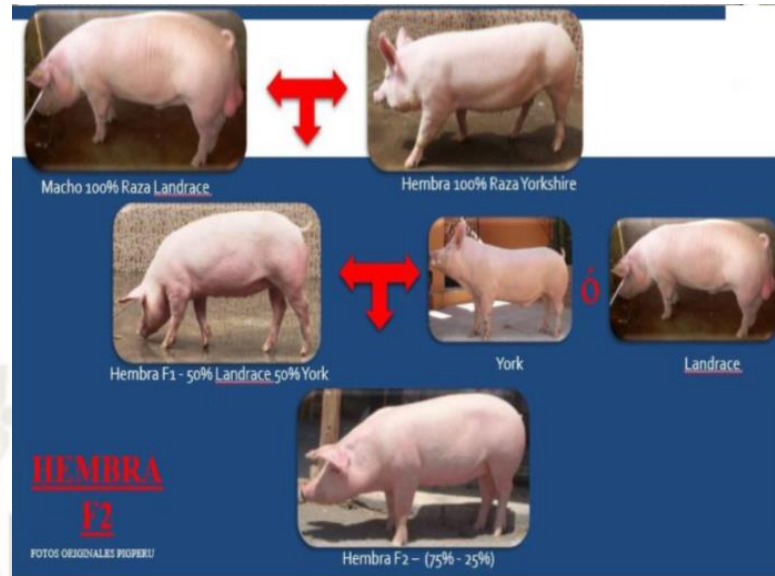 Macho 100% Raza Landrace
Hembra 100% Raza Yorkshire
Hembra F1 - 50% Landrace 50% York
York
ó
Landrace
HEMBRA
F2
FOTOS ORIGINALES PIGPERU
Hembra F2 – (75% - 25%)